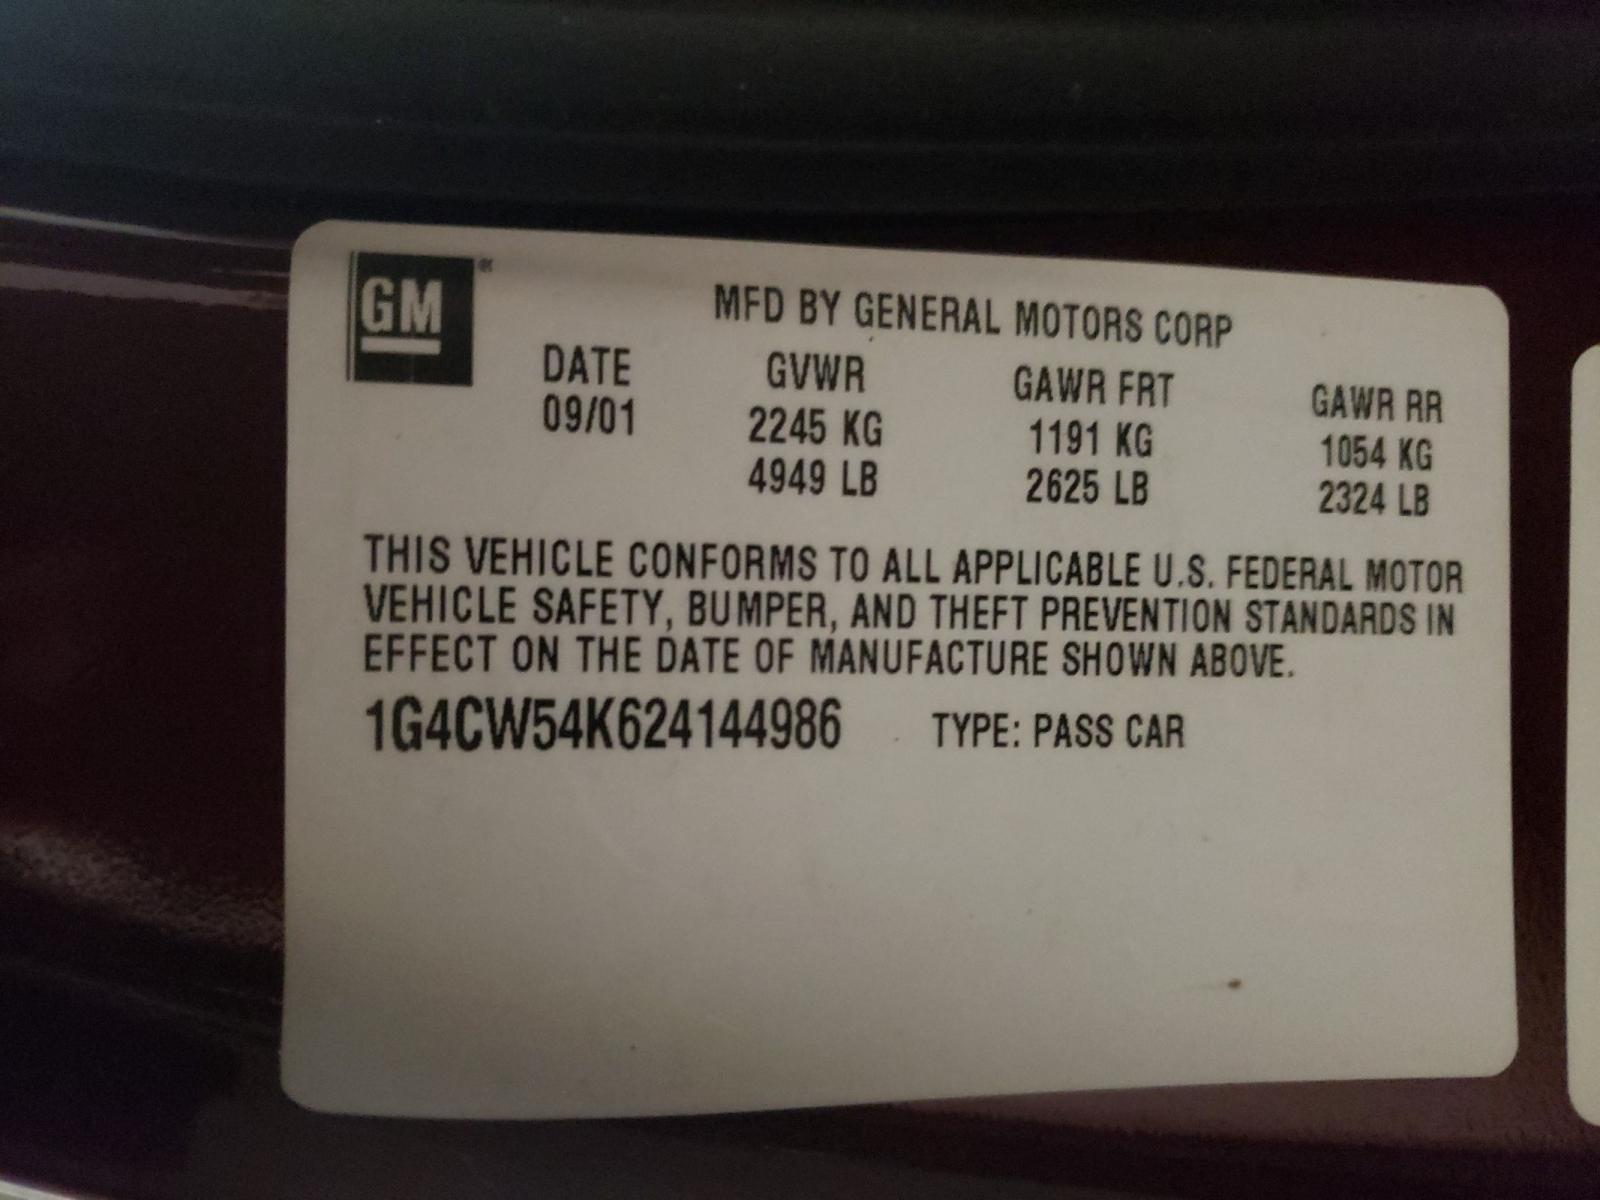 GM
MFD BY GENERAL MOTORS CORP
DATE GVWR GAWR FRT GAWR RR
09/01 2245 KG 1191 KG 1054 KG
4949 LB 2625 LB 2324 LB
THIS VEHICLE CONFORMS TO ALL APPLICABLE U.S. FEDERAL MOTOR
VEHICLE SAFETY, BUMPER, AND THEFT PREVENTION STANDARDS IN
EFFECT ON THE DATE OF MANUFACTURE SHOWN ABOVE.
1G4CW54K624144986 TYPE: PASS CAR